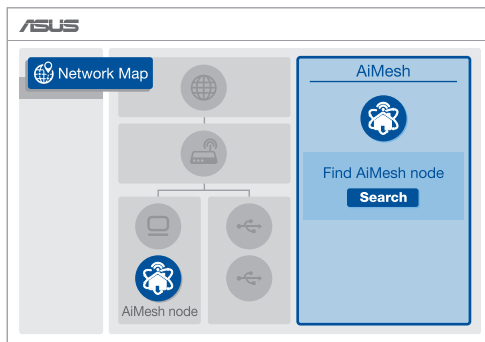 ASUS
Network Map
AiMesh
Find AiMesh node
Search
AiMesh node